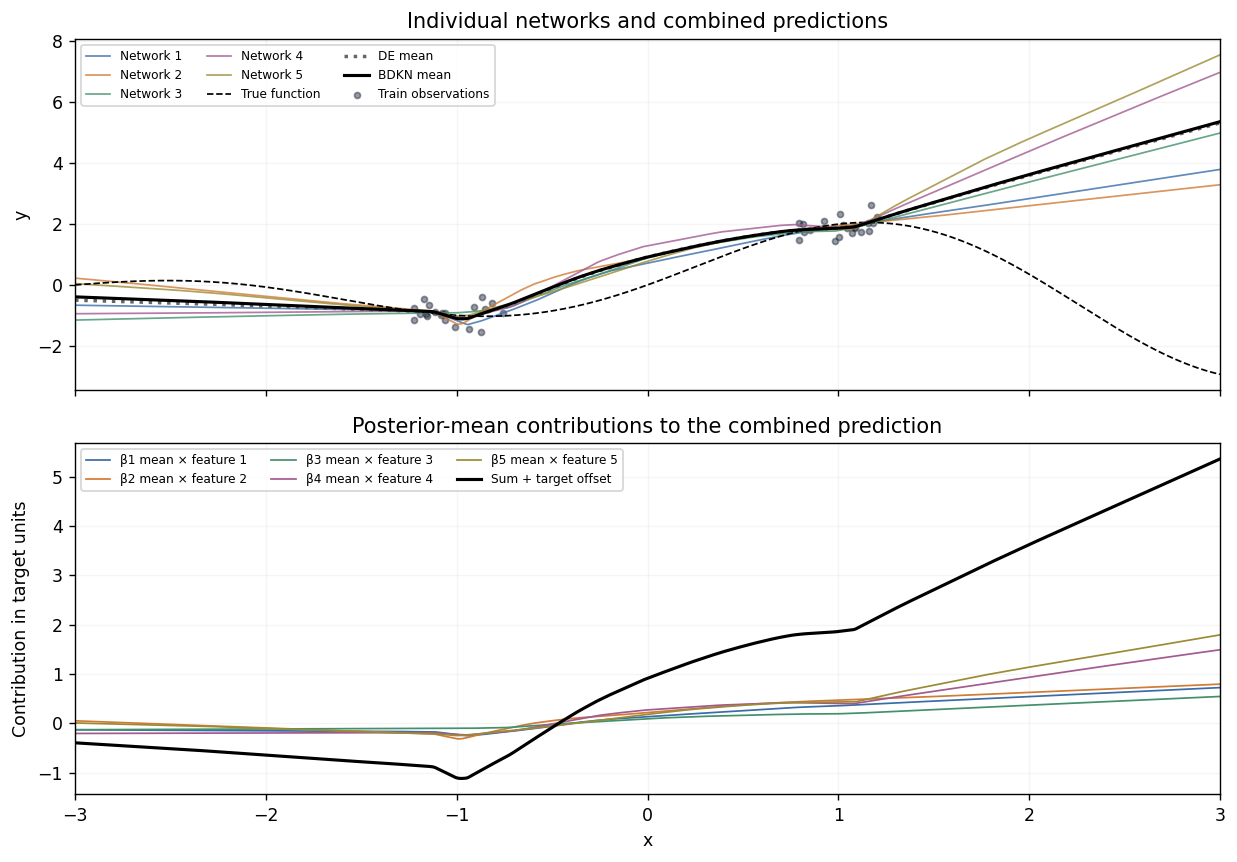 Individual networks and combined predictions
Network 1
Network 2
Network 3
Network 4
Network 5
True function
DE mean
BDKN mean
Train observations
8
6
4
2
0
−2
y
Posterior-mean contributions to the combined prediction
β1 mean × feature 1
β2 mean × feature 2
β3 mean × feature 3
β4 mean × feature 4
β5 mean × feature 5
Sum + target offset
5
4
3
2
1
0
−1
Contribution in target units
−3
−2
−1
0
1
2
3
x